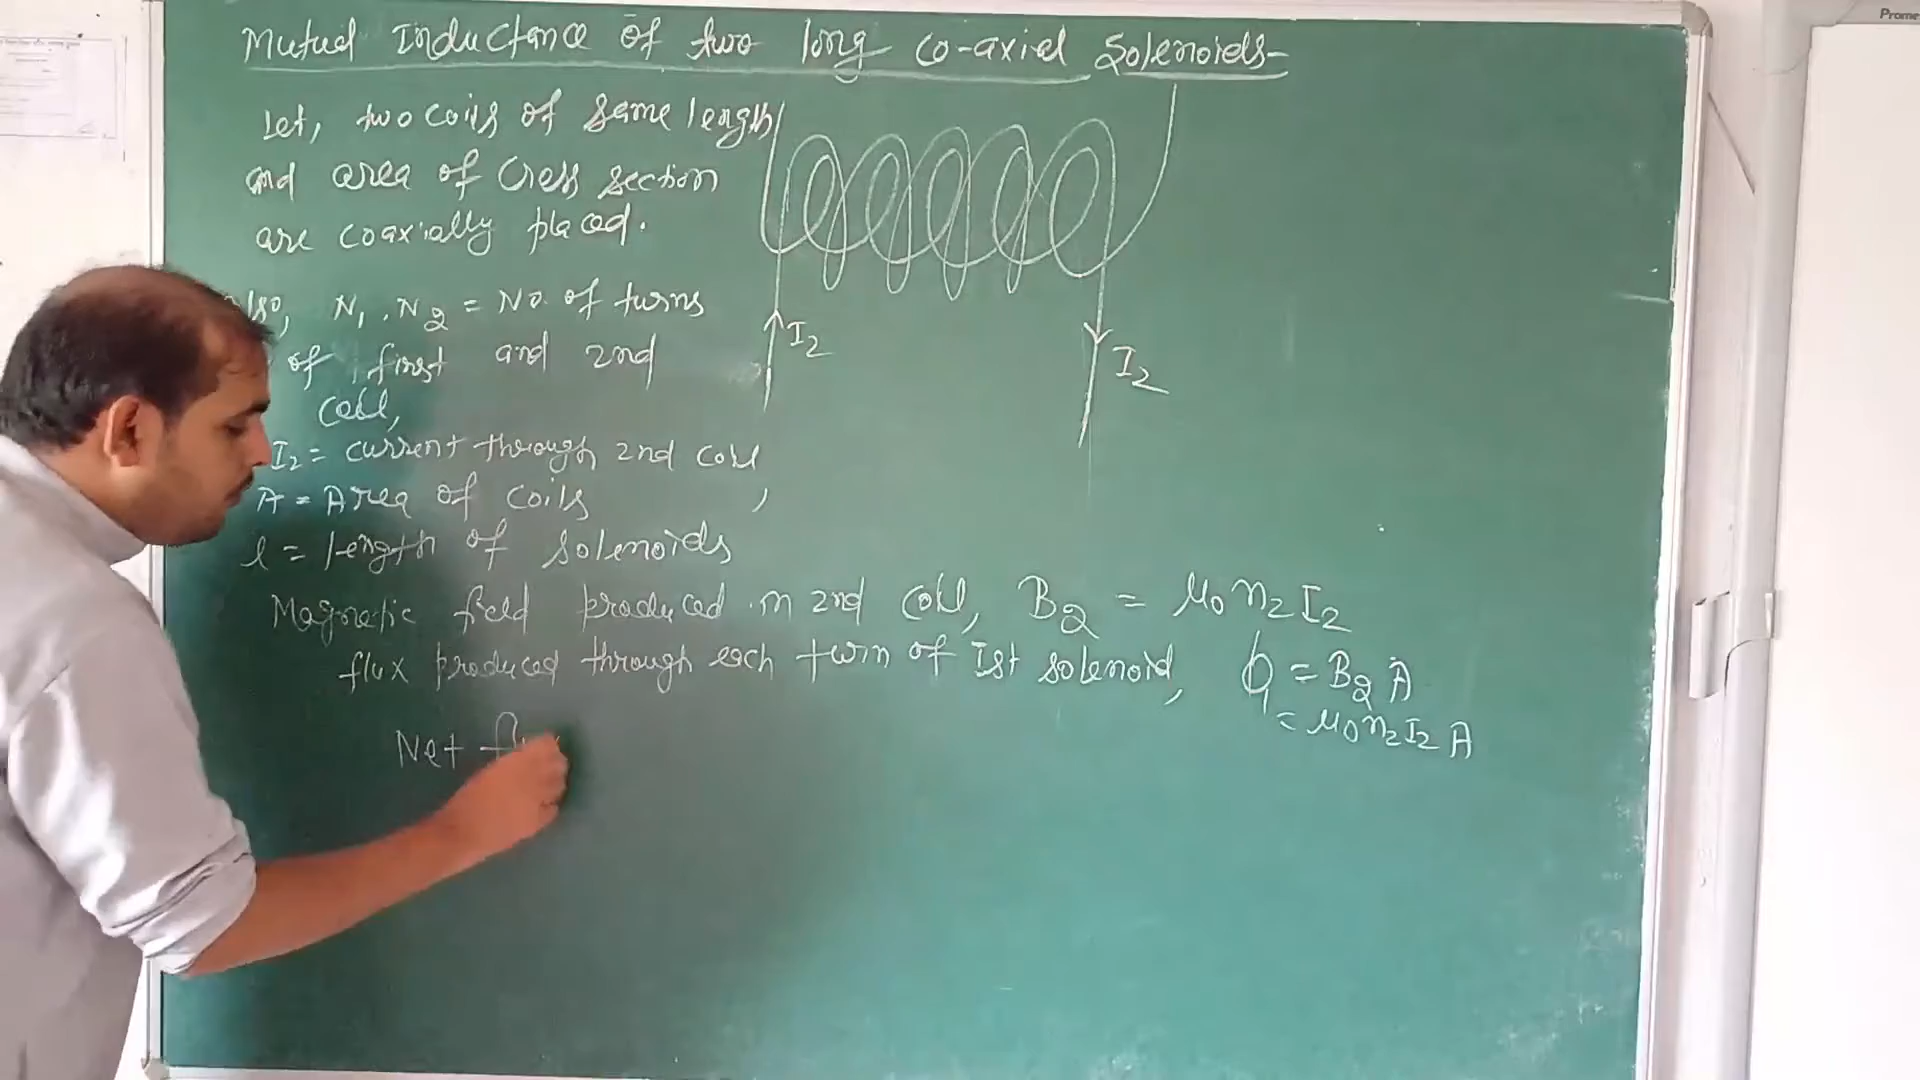 Mutual Inductance of two long co-axial Solenoids-
Let, two coils of same length
and area of cross section
are coaxially placed.
I2
I2
N1, N2 = No. of turns
of first and 2nd
coil,
I2 = current through 2nd coil,
A = Area of coils
l = length of solenoids
Magnetic field produced in 2nd coil, B2 = μ0 n2 I2
flux produced through each turn of Ist solenoid, ϕ1 = B2 A
= μ0 n2 I2 A
Net
Prome